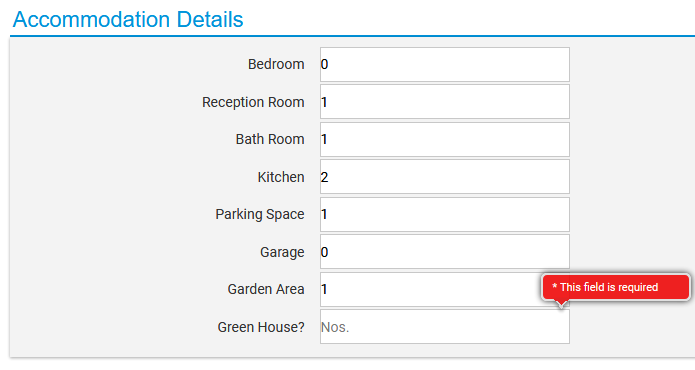 Accommodation Details
Bedroom 0
Reception Room 1
Bath Room 1
Kitchen 2
Parking Space 1
Garage 0
Garden Area 1
* This field is required
Green House? Nos.